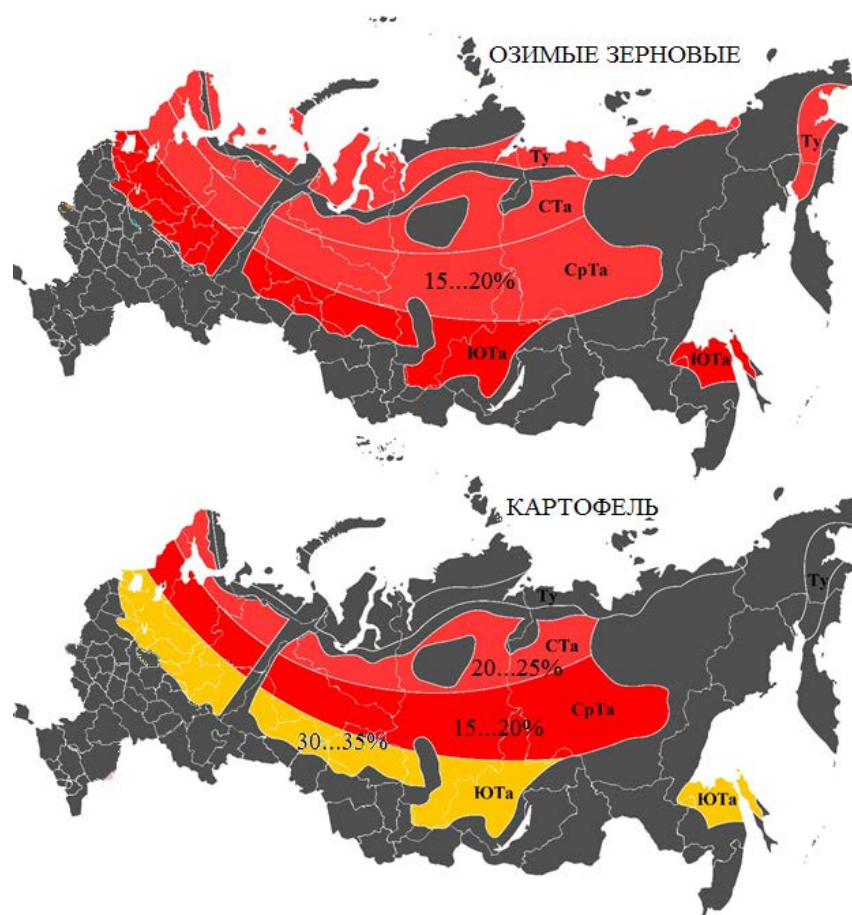 ОЗИМЫЕ ЗЕРНОВЫЕ
Ту
Ту
СТа
15...20%
СрТа
ЮТа
ЮТа
КАРТОФЕЛЬ
Ту
Ту
СТа
20...25%
СрТа
15...20%
30...35%
ЮТа
ЮТа